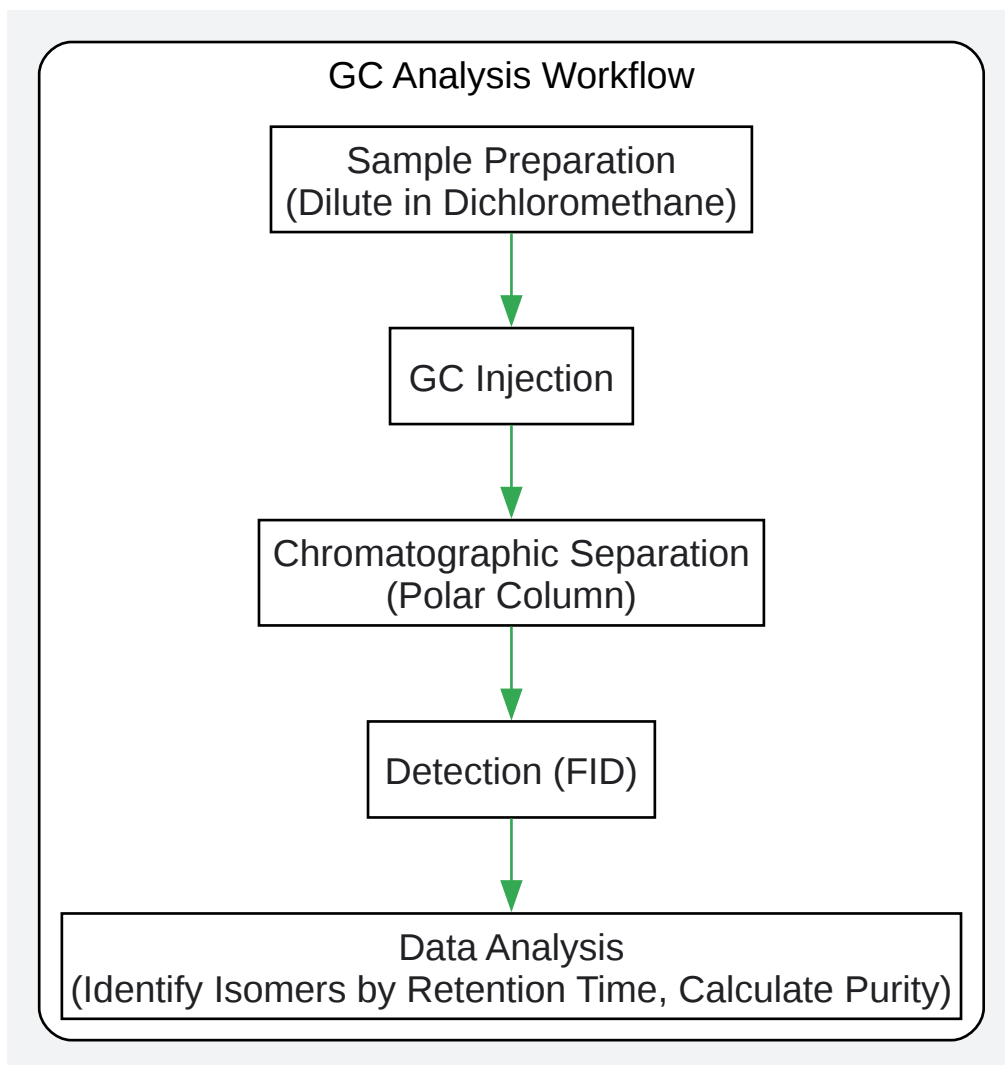 GC Analysis Workflow
Sample Preparation
(Dilute in Dichloromethane)
GC Injection
Chromatographic Separation
(Polar Column)
Detection (FID)
Data Analysis
(Identify Isomers by Retention Time, Calculate Purity)